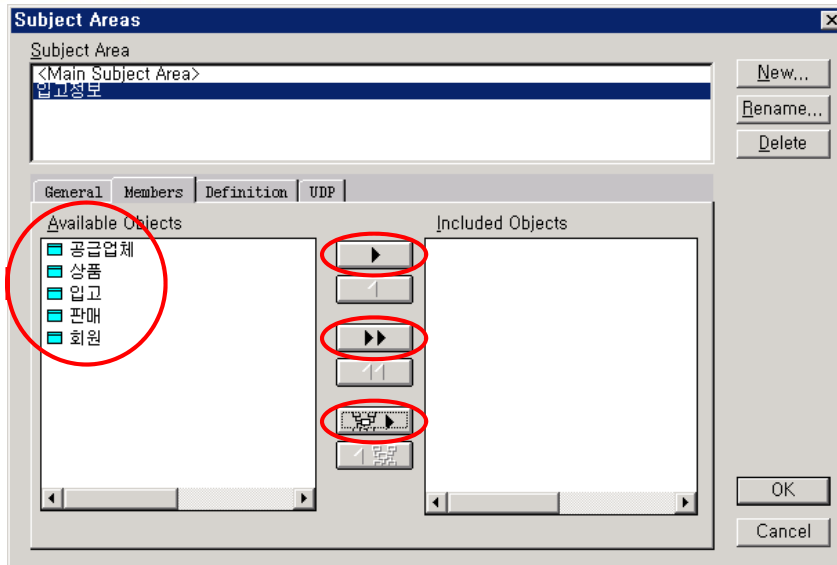 Subject Areas
Subject Area
<Main Subject Area>
입고정보
New...
Rename...
Delete
General Members Definition UDP
Available Objects
공급업체
상품
입고
판매
회원
Included Objects
OK
Cancel